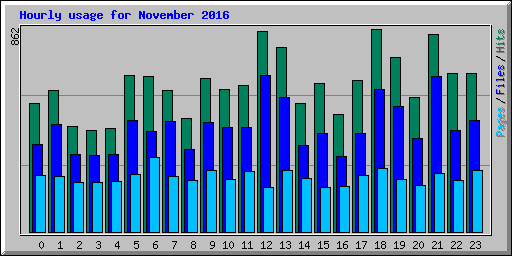 Hourly usage for November 2016
862
Pages / Files / Hits
0 1 2 3 4 5 6 7 8 9 10 11 12 13 14 15 16 17 18 19 20 21 22 23